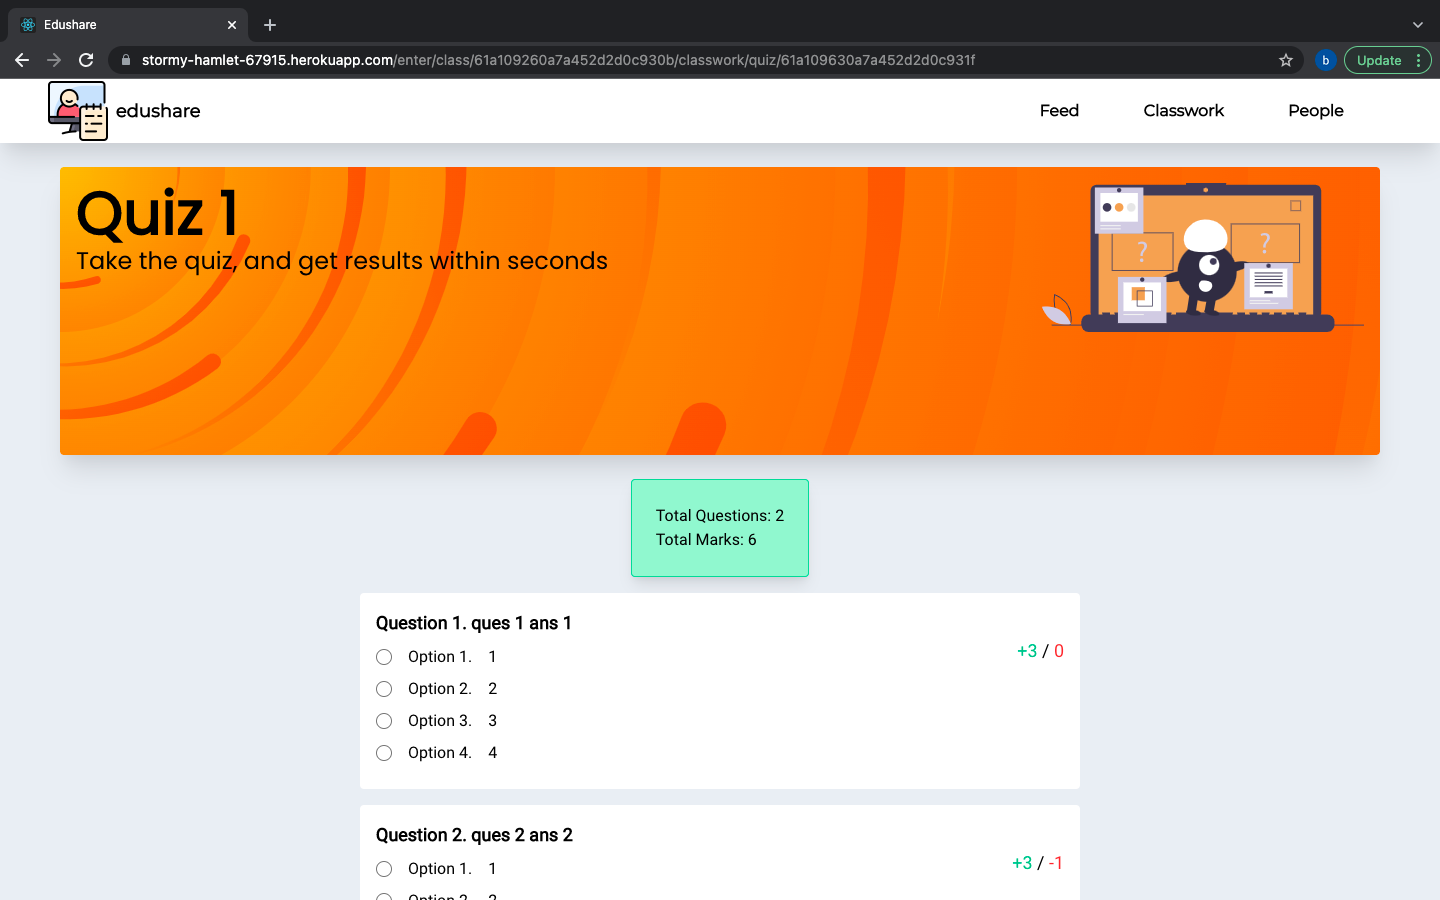 Edushare
stormy-hamlet-67915.herokuapp.com/enter/class/61a109260a7a452d2d0c930b/classwork/quiz/61a109630a7a452d2d0c931f
b
Update
edushare
Feed
Classwork
People
Quiz 1
Take the quiz, and get results within seconds
? ?
Total Questions: 2
Total Marks: 6
Question 1. ques 1 ans 1
+3 / 0
Option 1. 1
Option 2. 2
Option 3. 3
Option 4. 4
Question 2. ques 2 ans 2
+3 / -1
Option 1. 1
Option 2. 2